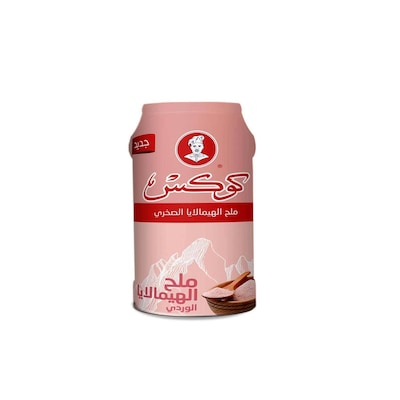 جديد
كوكس
®
ملح الهيمالايا الصخري
ملح
الهيمالايا
الوردي